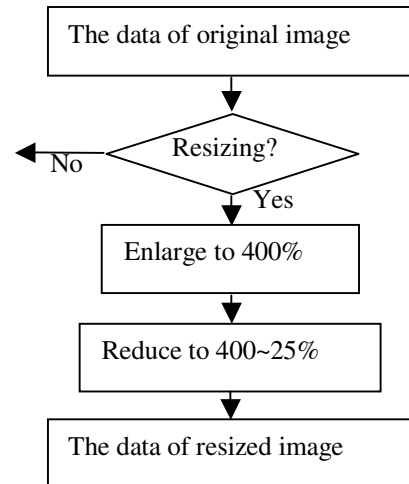 The data of original image
Resizing?
No
Yes
Enlarge to 400%
Reduce to 400~25%
The data of resized image